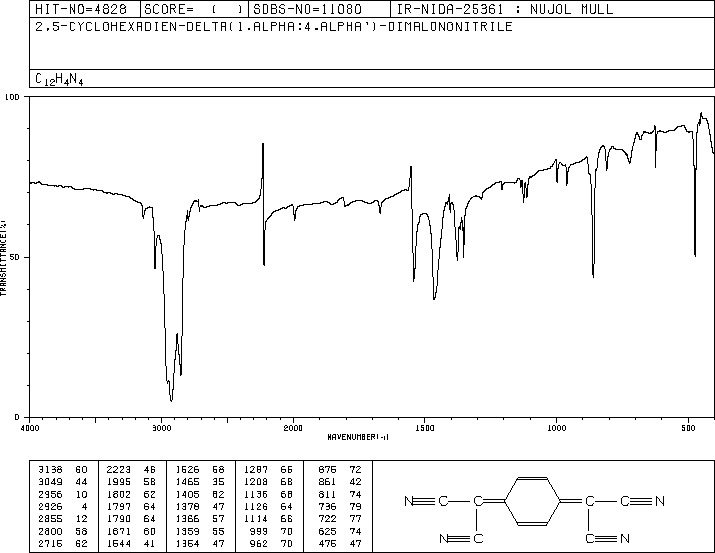 HIT-NO=4828 SCORE= ( ) SDBS-NO=11080 IR-NIDA-25361 : NUJOL MULL
2,5-CYCLOHEXADIEN-DELTA(1.ALPHA:4.ALPHA')-DIMALONONITRILE
C12H4N4
100
50
0
TRANSMITTANCE(%)
4000 3000 2000 1500 1000 500
WAVENUMBER(-1)
3138 60 2223 46 1526 68 1287 66 876 72
3049 44 1995 58 1465 35 1208 68 861 42
2956 10 1802 62 1405 62 1136 68 811 74
2926 4 1797 64 1378 47 1126 64 736 79
2855 12 1790 64 1366 57 1114 66 722 77
2800 58 1671 60 1359 55 999 70 625 74
2715 62 1544 41 1354 47 962 70 475 47
N C C C C N
C N C N